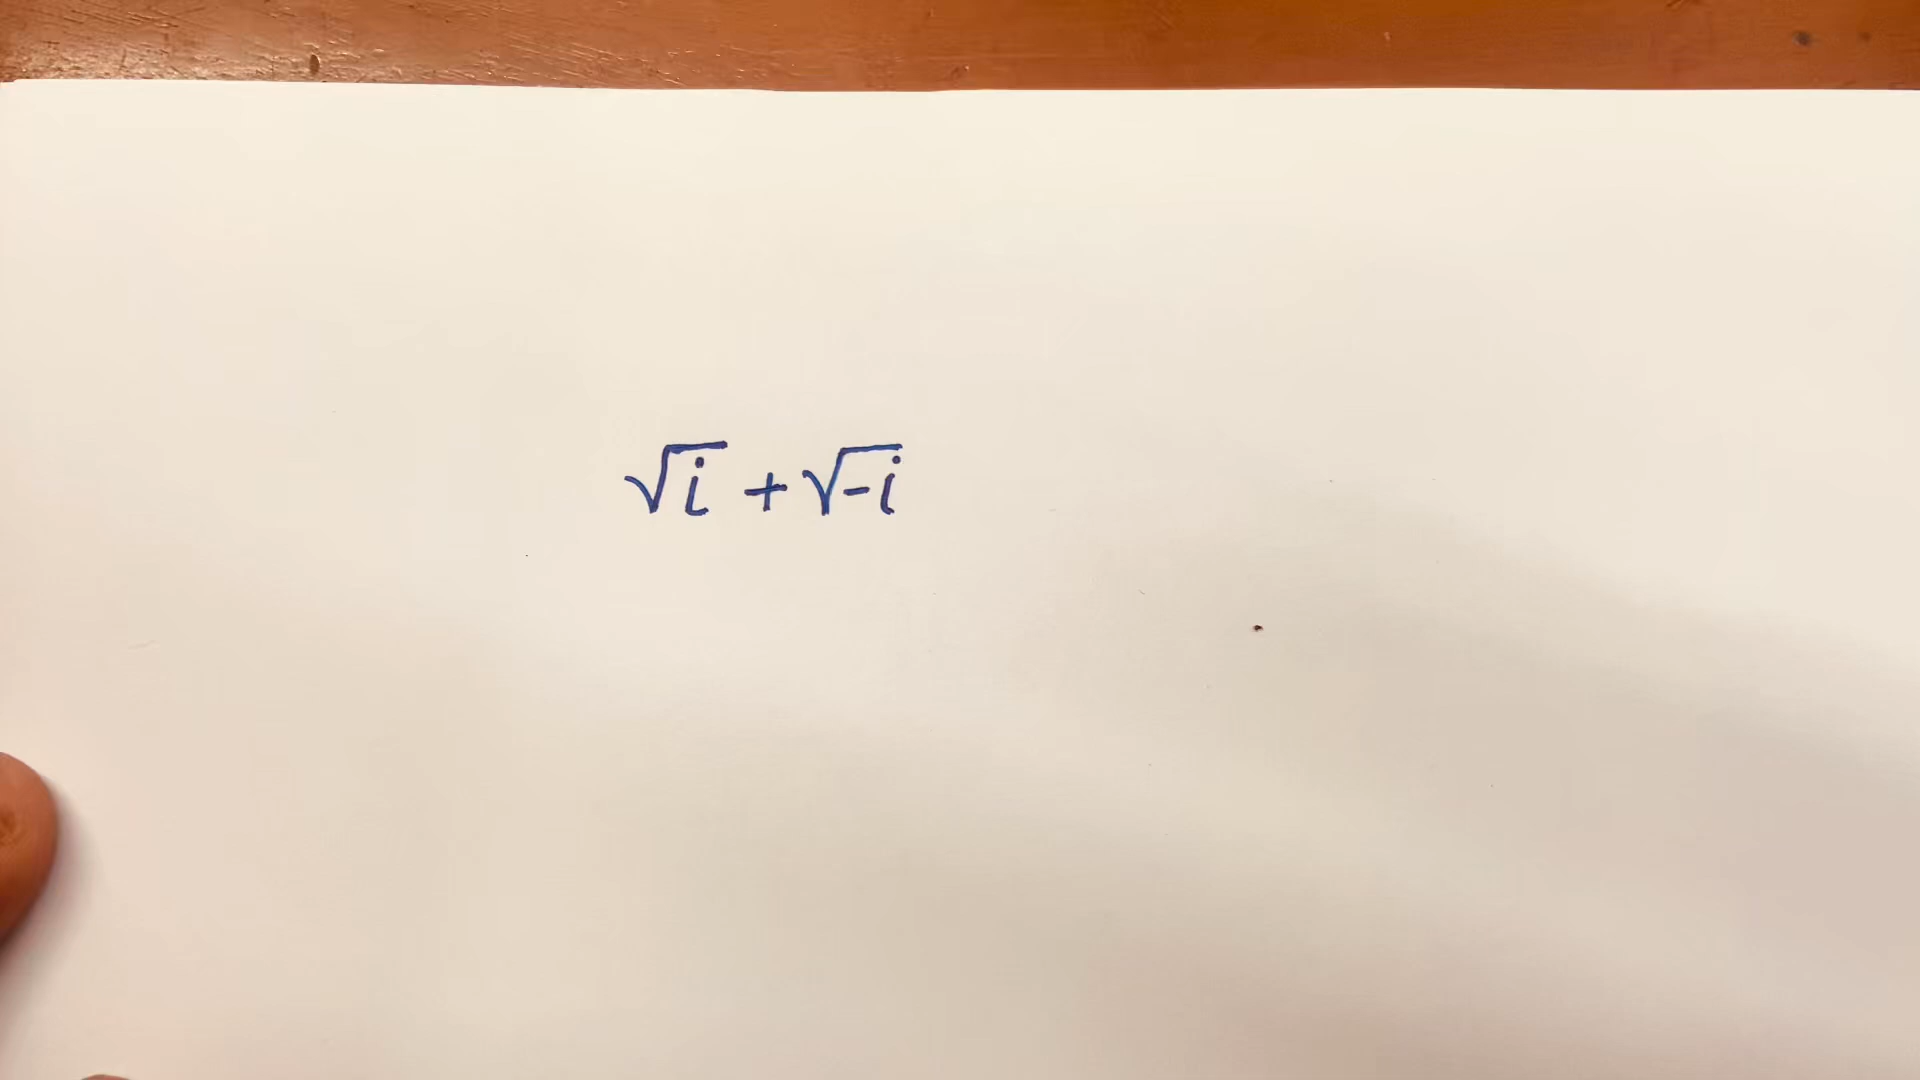 √i + √-i